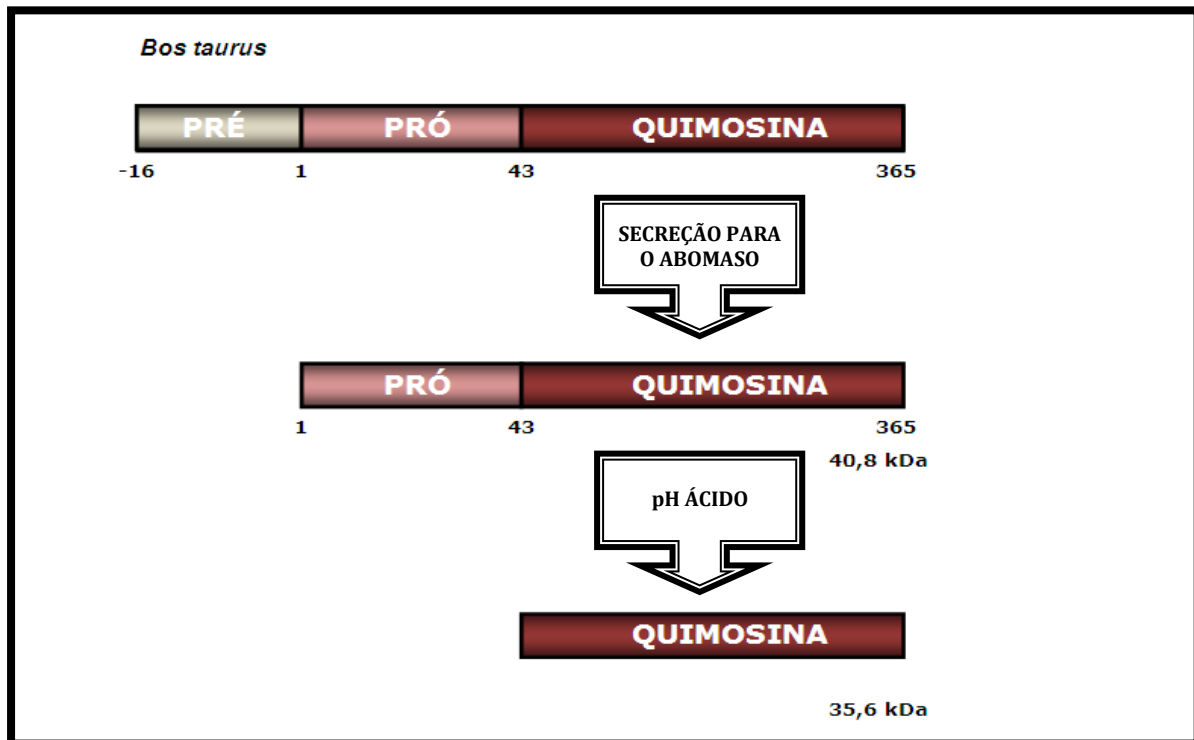 Bos taurus
PRÉ PRÓ QUIMOSINA
-16 1 43 365
SECREÇÃO PARA
O ABOMASO
PRÓ QUIMOSINA
1 43 365
40,8 kDa
pH ÁCIDO
QUIMOSINA
35,6 kDa